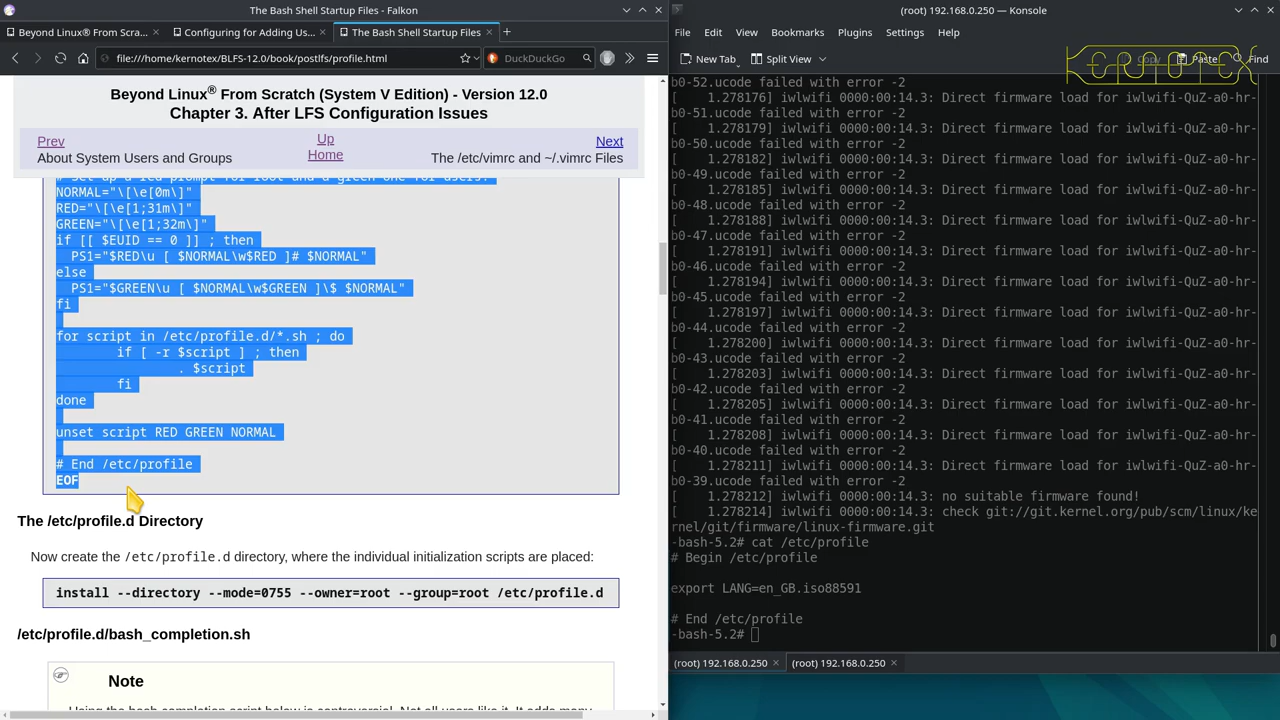 The Bash Shell Startup Files - Falkon
Beyond Linux® From Scra...
Configuring for Adding Us...
The Bash Shell Startup Files
file:///home/kernotex/BLFS-12.0/book/postlfs/profile.html
DuckDuckGo
Beyond Linux® From Scratch (System V Edition) - Version 12.0
Chapter 3. After LFS Configuration Issues
Prev
Up
Next
About System Users and Groups
Home
The /etc/vimrc and ~/.vimrc Files
# Set up a red prompt for root and a green one for users.
NORMAL="\[\e[0m\]"
RED="\[\e[1;31m\]"
GREEN="\[\e[1;32m\]"
if [[ $EUID == 0 ]] ; then
PS1="$RED\u [ $NORMAL\w$RED ]# $NORMAL"
else
PS1="$GREEN\u [ $NORMAL\w$GREEN ]\$ $NORMAL"
fi
for script in /etc/profile.d/*.sh ; do
if [ -r $script ] ; then
. $script
fi
done
unset script RED GREEN NORMAL
# End /etc/profile
EOF
The /etc/profile.d Directory
Now create the /etc/profile.d directory, where the individual initialization scripts are placed:
install --directory --mode=0755 --owner=root --group=root /etc/profile.d
/etc/profile.d/bash_completion.sh
Note
(root) 192.168.0.250 — Konsole
File Edit View Bookmarks Plugins Settings Help
New Tab Split View Copy Paste Find
KERNOTEX
b0-52.ucode failed with error -2
[    1.278176] iwlwifi 0000:00:14.3: Direct firmware load for iwlwifi-QuZ-a0-hr-
b0-51.ucode failed with error -2
[    1.278179] iwlwifi 0000:00:14.3: Direct firmware load for iwlwifi-QuZ-a0-hr-
b0-50.ucode failed with error -2
[    1.278182] iwlwifi 0000:00:14.3: Direct firmware load for iwlwifi-QuZ-a0-hr-
b0-49.ucode failed with error -2
[    1.278185] iwlwifi 0000:00:14.3: Direct firmware load for iwlwifi-QuZ-a0-hr-
b0-48.ucode failed with error -2
[    1.278188] iwlwifi 0000:00:14.3: Direct firmware load for iwlwifi-QuZ-a0-hr-
b0-47.ucode failed with error -2
[    1.278191] iwlwifi 0000:00:14.3: Direct firmware load for iwlwifi-QuZ-a0-hr-
b0-46.ucode failed with error -2
[    1.278194] iwlwifi 0000:00:14.3: Direct firmware load for iwlwifi-QuZ-a0-hr-
b0-45.ucode failed with error -2
[    1.278197] iwlwifi 0000:00:14.3: Direct firmware load for iwlwifi-QuZ-a0-hr-
b0-44.ucode failed with error -2
[    1.278200] iwlwifi 0000:00:14.3: Direct firmware load for iwlwifi-QuZ-a0-hr-
b0-43.ucode failed with error -2
[    1.278203] iwlwifi 0000:00:14.3: Direct firmware load for iwlwifi-QuZ-a0-hr-
b0-42.ucode failed with error -2
[    1.278205] iwlwifi 0000:00:14.3: Direct firmware load for iwlwifi-QuZ-a0-hr-
b0-41.ucode failed with error -2
[    1.278208] iwlwifi 0000:00:14.3: Direct firmware load for iwlwifi-QuZ-a0-hr-
b0-40.ucode failed with error -2
[    1.278211] iwlwifi 0000:00:14.3: Direct firmware load for iwlwifi-QuZ-a0-hr-
b0-39.ucode failed with error -2
[    1.278212] iwlwifi 0000:00:14.3: no suitable firmware found!
[    1.278214] iwlwifi 0000:00:14.3: check git://git.kernel.org/pub/scm/linux/ke
rnel/git/firmware/linux-firmware.git
-bash-5.2# cat /etc/profile
# Begin /etc/profile
export LANG=en_GB.iso88591
# End /etc/profile
-bash-5.2#
(root) 192.168.0.250
(root) 192.168.0.250